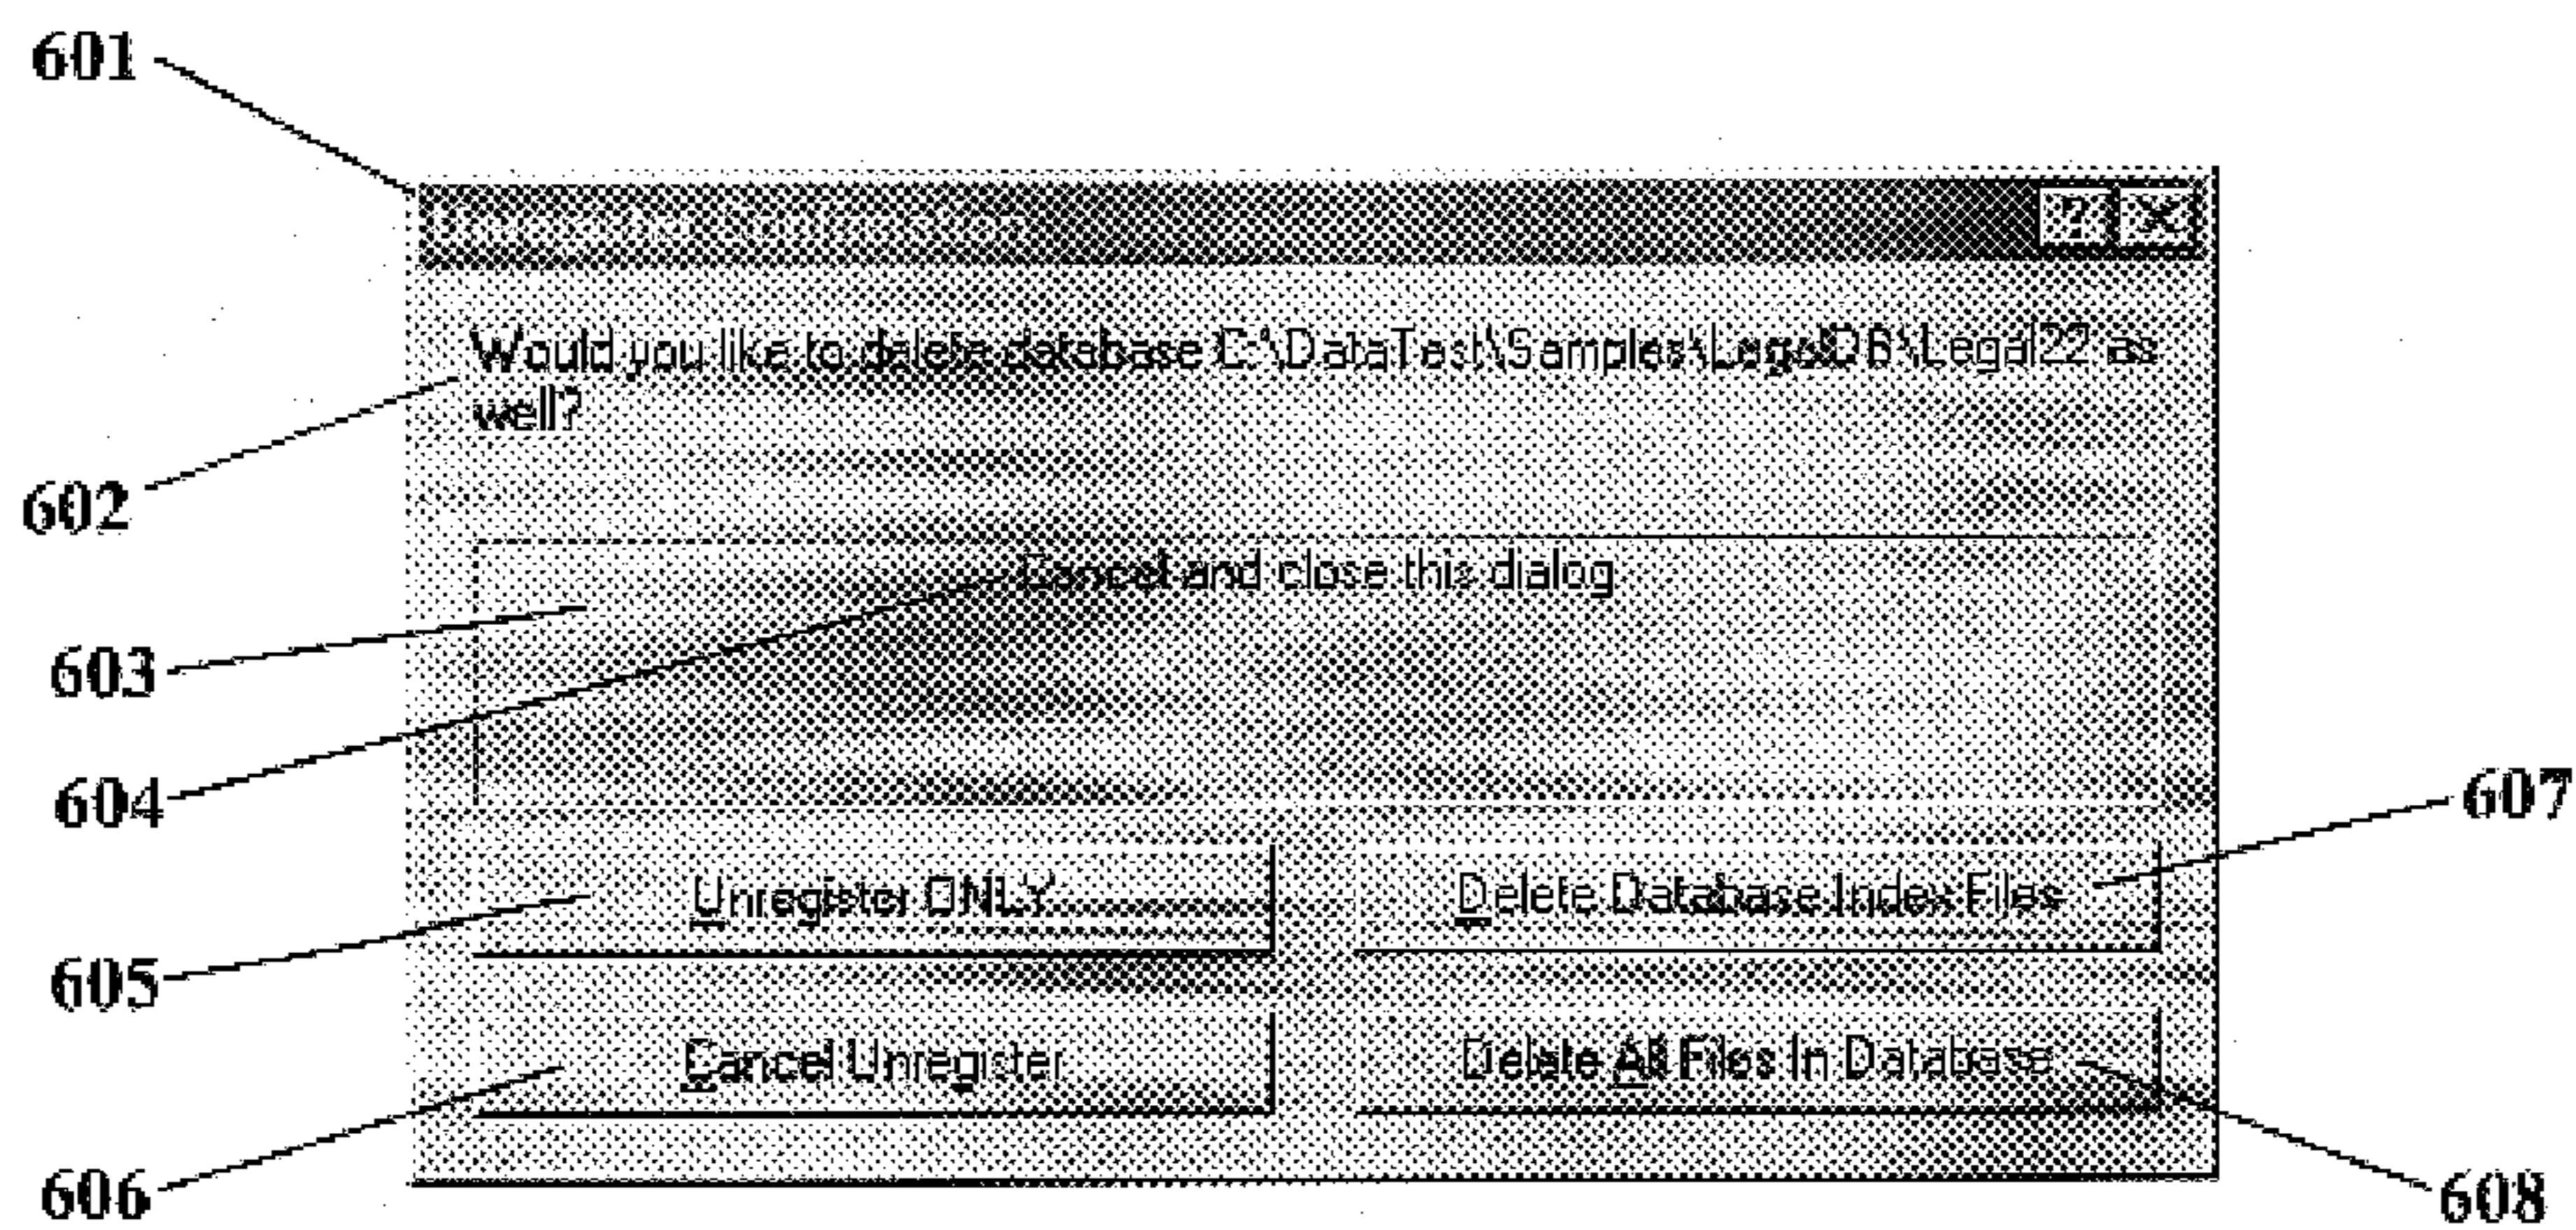 601
Unregister Confirmation
? X
Would you like to delete database C:\DataTest\Samples\LegalDB\Legal22 as
well?
602
Cancel and close this dialog
603
604
607
Unregister ONLY
Delete Database Index Files
605
Cancel Unregister
Delete All Files In Database
606
608